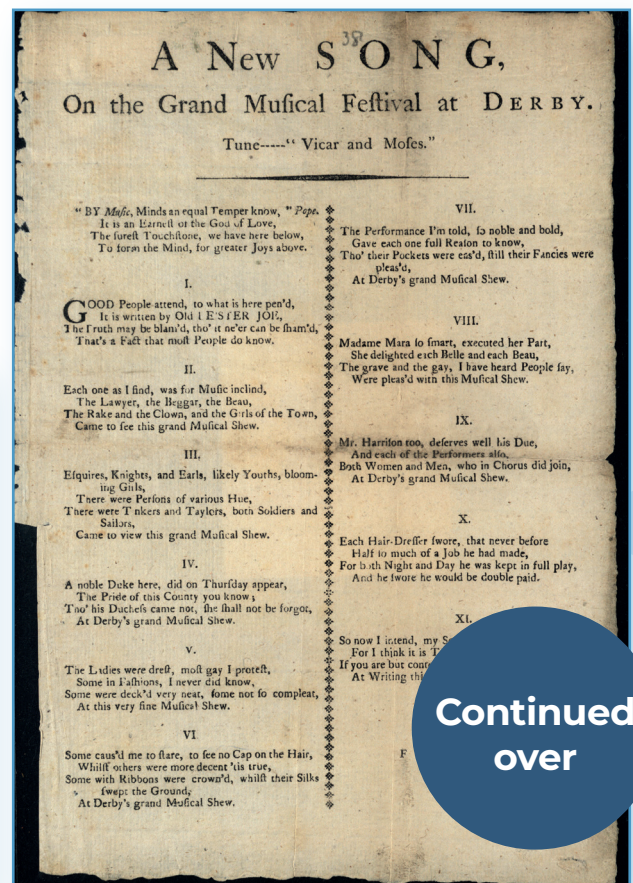 38
A New SONG,
On the Grand Muſical Feſtival at DERBY.
Tune-----“ Vicar and Moſes.”
“ BY Muſic, Minds an equal Temper know, ” Pope.
It is an Earneſt of the God of Love,
The ſureſt Touchſtone, we have here below,
To form the Mind, for greater Joys above.
I.
GOOD People attend, to what is here pen'd,
It is written by Old LESTER JOE,
The Truth may be blam'd, tho' it ne'er can be ſham'd,
That's a Fact that moſt People do know.
II.
Each one as I find, was for Muſic inclind,
The Lawyer, the Beggar, the Beau,
The Rake and the Clown, and the Girls of the Town,
Came to ſee this grand Muſical Shew.
III.
Eſquires, Knights, and Earls, likely Youths, bloom-
ing Girls,
There were Perſons of various Hue,
There were T nkers and Taylors, both Soldiers and
Sailors,
Came to view this grand Muſical Shew.
IV.
A noble Duke here, did on Thurſday appear,
The Pride of this County you know ;
Tho' his Ducheſs came not, ſhe ſhall not be forgot,
At Derby's grand Muſical Shew.
V.
The Ladies were dreſt, moſt gay I proteſt,
Some in Faſhions, I never did know,
Some were deck'd very neat, ſome not ſo compleat,
At this very fine Muſical Shew.
VI
Some caus'd me to ſtare, to ſee no Cap on the Hair,
Whilſt others were more decent 'tis true,
Some with Ribbons were crown'd, whilſt their Silks
ſwept the Ground,
At Derby's grand Muſical Shew.
VII.
The Performance I'm told, ſo noble and bold,
Gave each one full Reaſon to know,
Tho' their Pockets were eas'd, ſtill their Fancies were
pleas'd,
At Derby's grand Muſical Shew.
VIII.
Madame Mara ſo ſmart, executed her Part,
She delighted each Belle and each Beau,
The grave and the gay, I have heard People ſay,
Were pleas'd with this Muſical Shew.
IX.
Mr. Harriſon too, deſerves well his Due,
And each of the Performers alſo,
Both Women and Men, who in Chorus did join,
At Derby's grand Muſical Shew.
X.
Each Hair-Dreſſer ſwore, that never before
Half ſo much of a Job he had made,
For both Night and Day he was kept in full play,
And he ſwore he would be double paid.
XI.
So now I intend, my
For I think it is
If you are but
At Writing
F
Continued
over